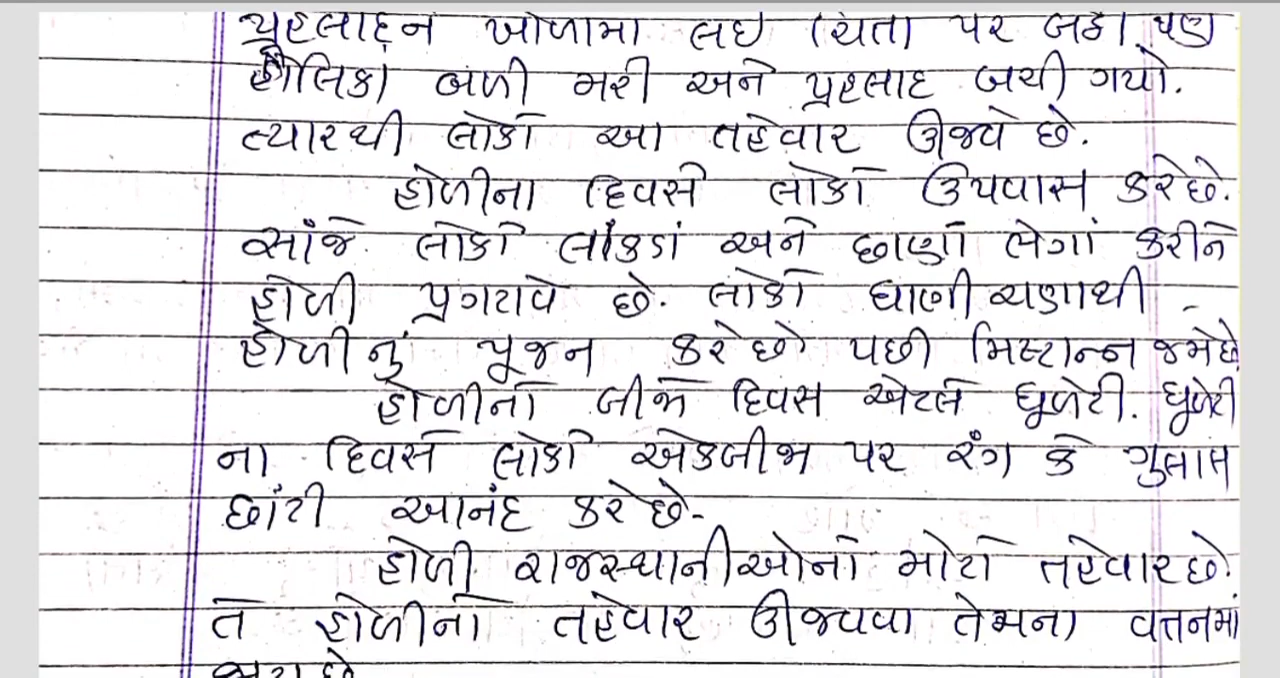 પ્રહલાદને ખોળામા લઇ ચિતા પર બેઠી પણ
હોલિકા બળી મરી અને પ્રહલાદ બચી ગયો.
ત્યારથી લોકો આ તહેવાર ઊજવે છે.
હોળીના દિવસે લોકો ઉપવાસ કરે છે.
સાંજે લોકો લાકડાં અને છાણાં ભેગાં કરીને
હોળી પ્રગટાવે છે. લોકો ધાણી ચણાથી
હોળીનું પૂજન કરે છે પછી મિસ્ટાન્ન જમે છે
હોળીનો બીજો દિવસ એટલે ધૂળેટી. ધૂળેટી
ના દિવસે લોકો એકબીજા પર રંગ કે ગુલાલ
છાંટી આનંદ કરે છે-
હોળી રાજસ્થાનીઓનો મોટો તહેવાર છે
તે હોળીનો તહેવાર ઊજવવા તેમના વતનમાં